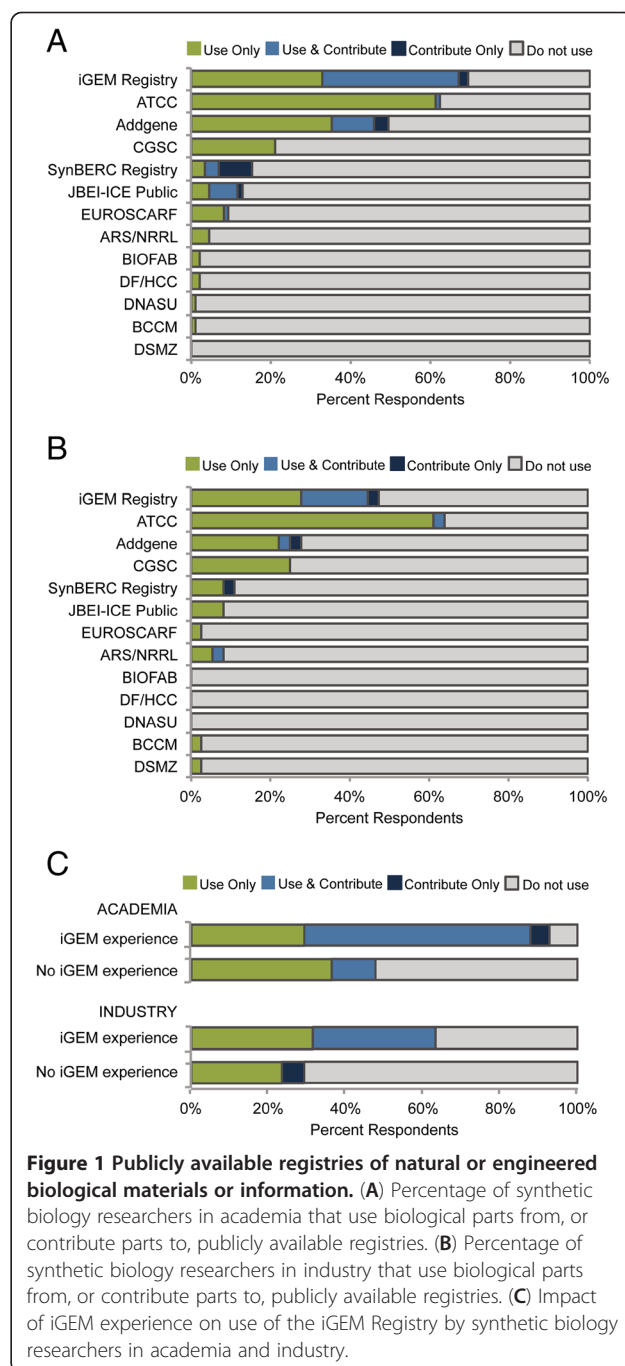 A
Use Only Use & Contribute Contribute Only Do not use
iGEM Registry
ATCC
Addgene
CGSC
SynBERC Registry
JBEI-ICE Public
EUROSCARF
ARS/NRRL
BIOFAB
DF/HCC
DNASU
BCCM
DSMZ
0% 20% 40% 60% 80% 100%
Percent Respondents
B
Use Only Use & Contribute Contribute Only Do not use
iGEM Registry
ATCC
Addgene
CGSC
SynBERC Registry
JBEI-ICE Public
EUROSCARF
ARS/NRRL
BIOFAB
DF/HCC
DNASU
BCCM
DSMZ
0% 20% 40% 60% 80% 100%
Percent Respondents
C
Use Only Use & Contribute Contribute Only Do not use
ACADEMIA
iGEM experience
No iGEM experience
INDUSTRY
iGEM experience
No iGEM experience
0% 20% 40% 60% 80% 100%
Percent Respondents
Figure 1 Publicly available registries of natural or engineered
biological materials or information. (A) Percentage of synthetic
biology researchers in academia that use biological parts from, or
contribute parts to, publicly available registries. (B) Percentage of
synthetic biology researchers in industry that use biological parts
from, or contribute parts to, publicly available registries. (C) Impact
of iGEM experience on use of the iGEM Registry by synthetic biology
researchers in academia and industry.